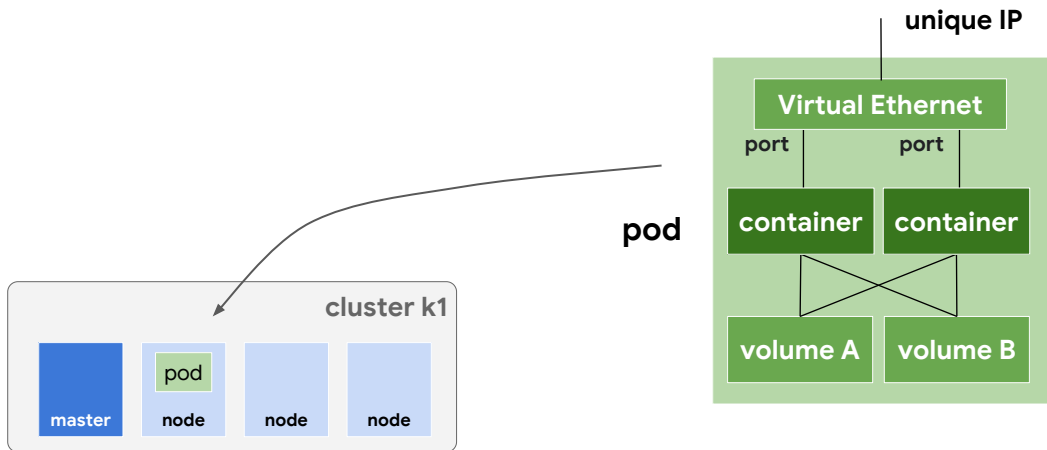 unique IP
Virtual Ethernet
port port
container container
pod
volume A volume B
cluster k1
pod
master node node node